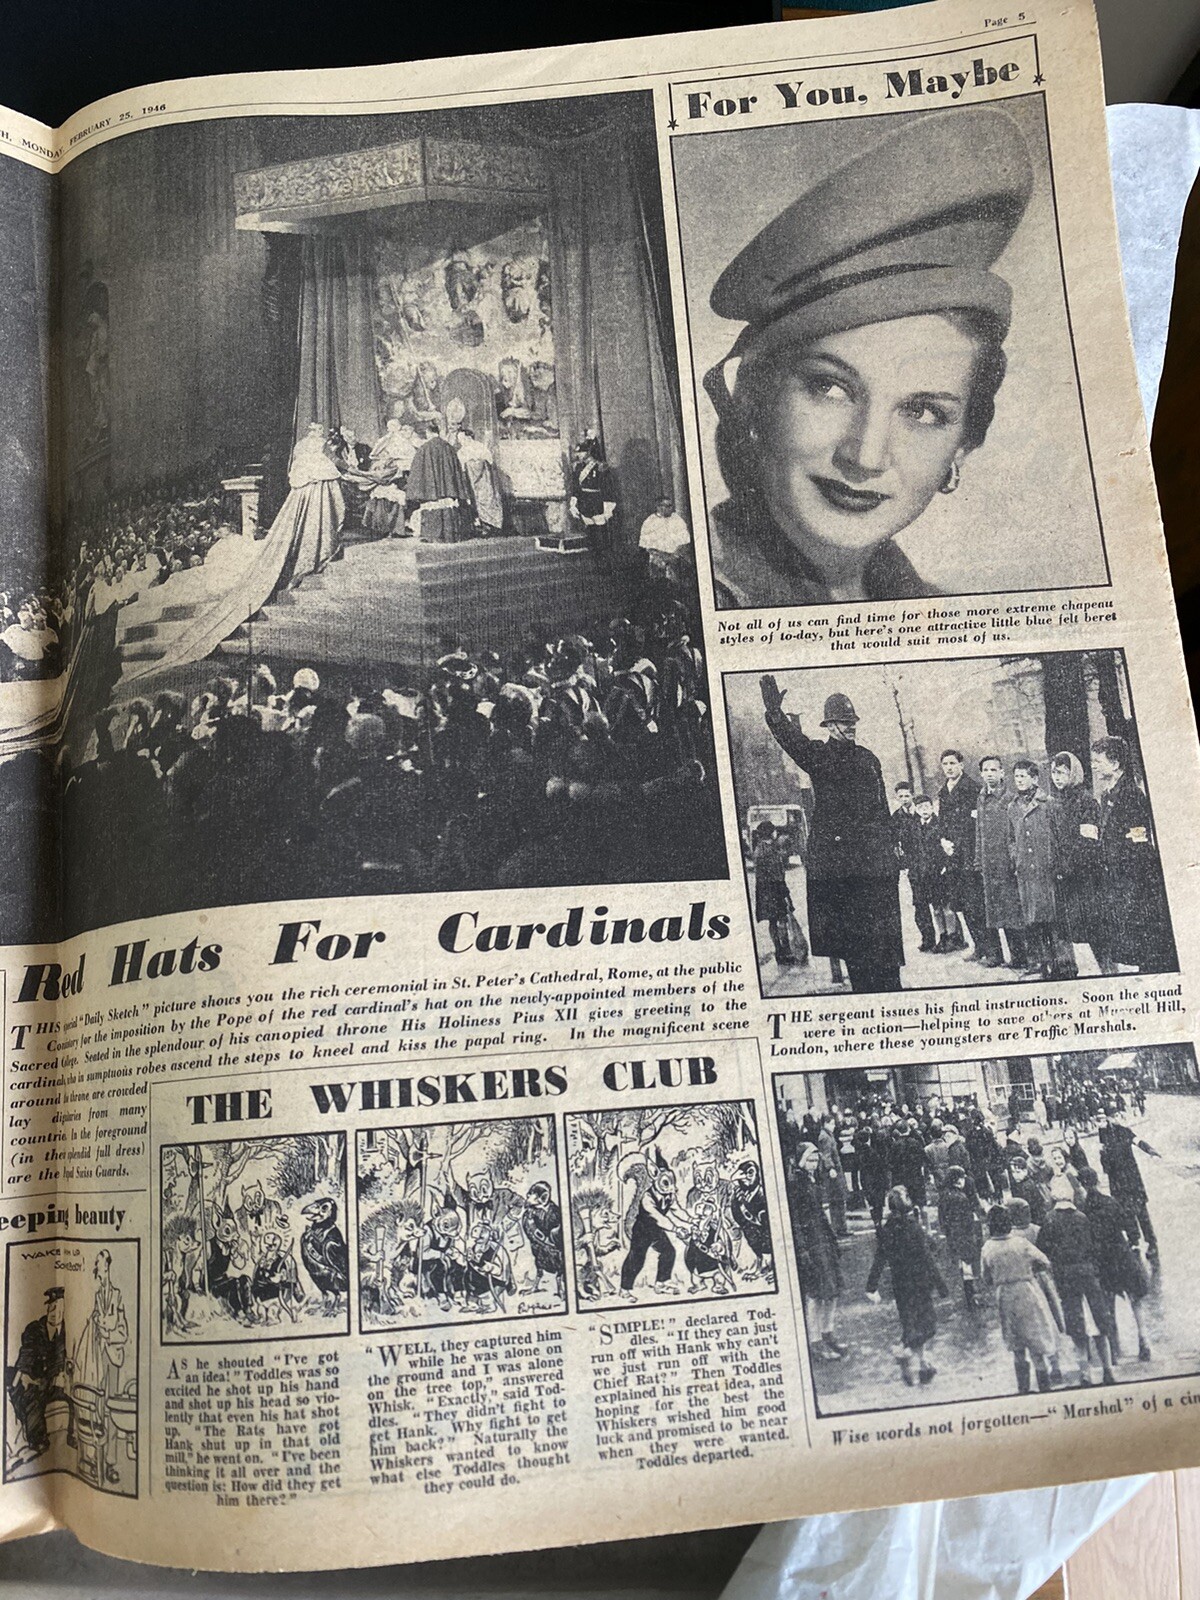 H, MONDAY, FEBRUARY 25, 1946
Page 5
Red Hats For Cardinals
THIS special "Daily Sketch" picture shows you the rich ceremonial in St. Peter's Cathedral, Rome, at the public
for the imposition by the Pope of the red cardinal's hat on the newly-appointed members of the
Sacred College. Seated in the splendour of his canopied throne His Holiness Pius XII gives greeting to the
cardinals, who in sumptuous robes ascend the steps to kneel and kiss the papal ring. In the magnificent scene
around the throne are crowded
lay dignitaries from many
countries. In the foreground
(in their splendid full dress)
are the Papal Swiss Guards.
eeping beauty
WAKE
SOMEBODY!
THE WHISKERS CLUB
AS he shouted "I've got
an idea!" Toddles was so
excited he shot up his hand
and shot up his head so vio-
lently that even his hat shot
up. "The Rats have got
Hank shut up in that old
mill," he went on. "I've been
thinking it all over and the
question is: How did they get
him there?"
"WELL, they captured him
while he was alone on
the ground and I was alone
on the tree top," answered
Whisk. "Exactly," said Tod-
dles. "They didn't fight to
get Hank. Why fight to get
him back?" Naturally the
Whiskers wanted to know
what else Toddles thought
they could do.
"SIMPLE!" declared Tod-
dles. "If they can just
run off with Hank why can't
we just run off with the
Chief Rat?" Then Toddles
explained his great idea, and
hoping for the best the
Whiskers wished him good
luck and promised to be near
when they were wanted.
Toddles departed.
For You, Maybe
Not all of us can find time for those more extreme chapeau
styles of to-day, but here's one attractive little blue felt beret
that would suit most of us.
THE sergeant issues his final instructions. Soon the squad
were in action—helping to save others at Muswell Hill,
London, where these youngsters are Traffic Marshals.
Wise words not forgotten—"Marshal" of a cin